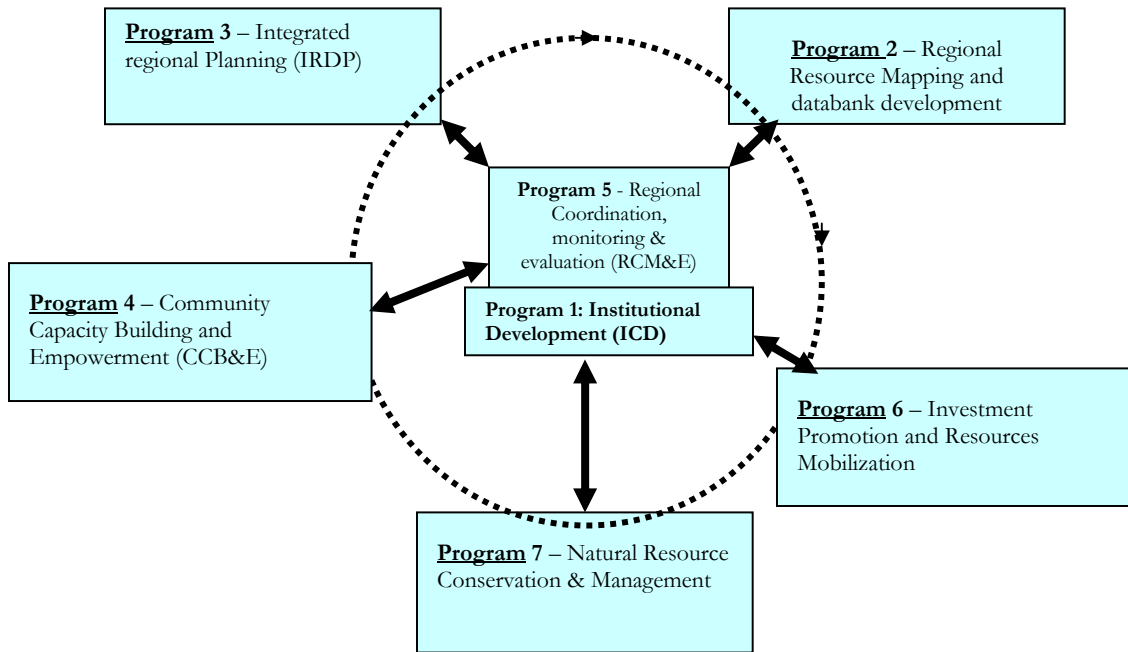 Program 3 – Integrated
regional Planning (IRDP)
Program 2 – Regional
Resource Mapping and
databank development
Program 5 - Regional
Coordination,
monitoring &
evaluation (RCM&E)
Program 1: Institutional
Development (ICD)
Program 4 – Community
Capacity Building and
Empowerment (CCB&E)
Program 6 – Investment
Promotion and Resources
Mobilization
Program 7 – Natural Resource
Conservation & Management